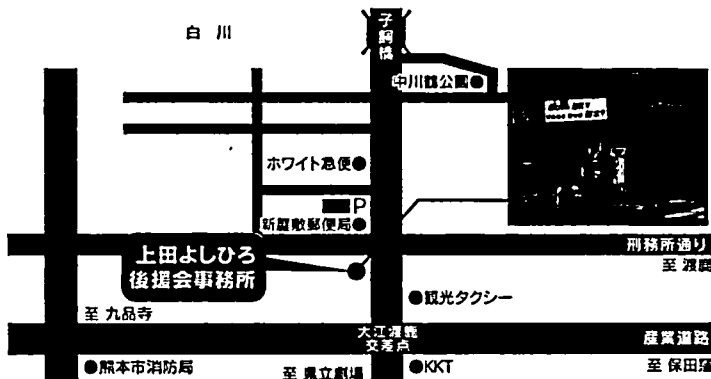 白川
子飼橋
中川鶴公園●
ホワイト急便●
P
新屋敷郵便局●
刑務所通り
上田よしひろ
後援会事務所
至 渡鹿
●観光タクシー
至 九品寺
大江渡鹿
交差点
産業道路
●熊本市消防局
至 県立劇場
●KKT
至 保田窪